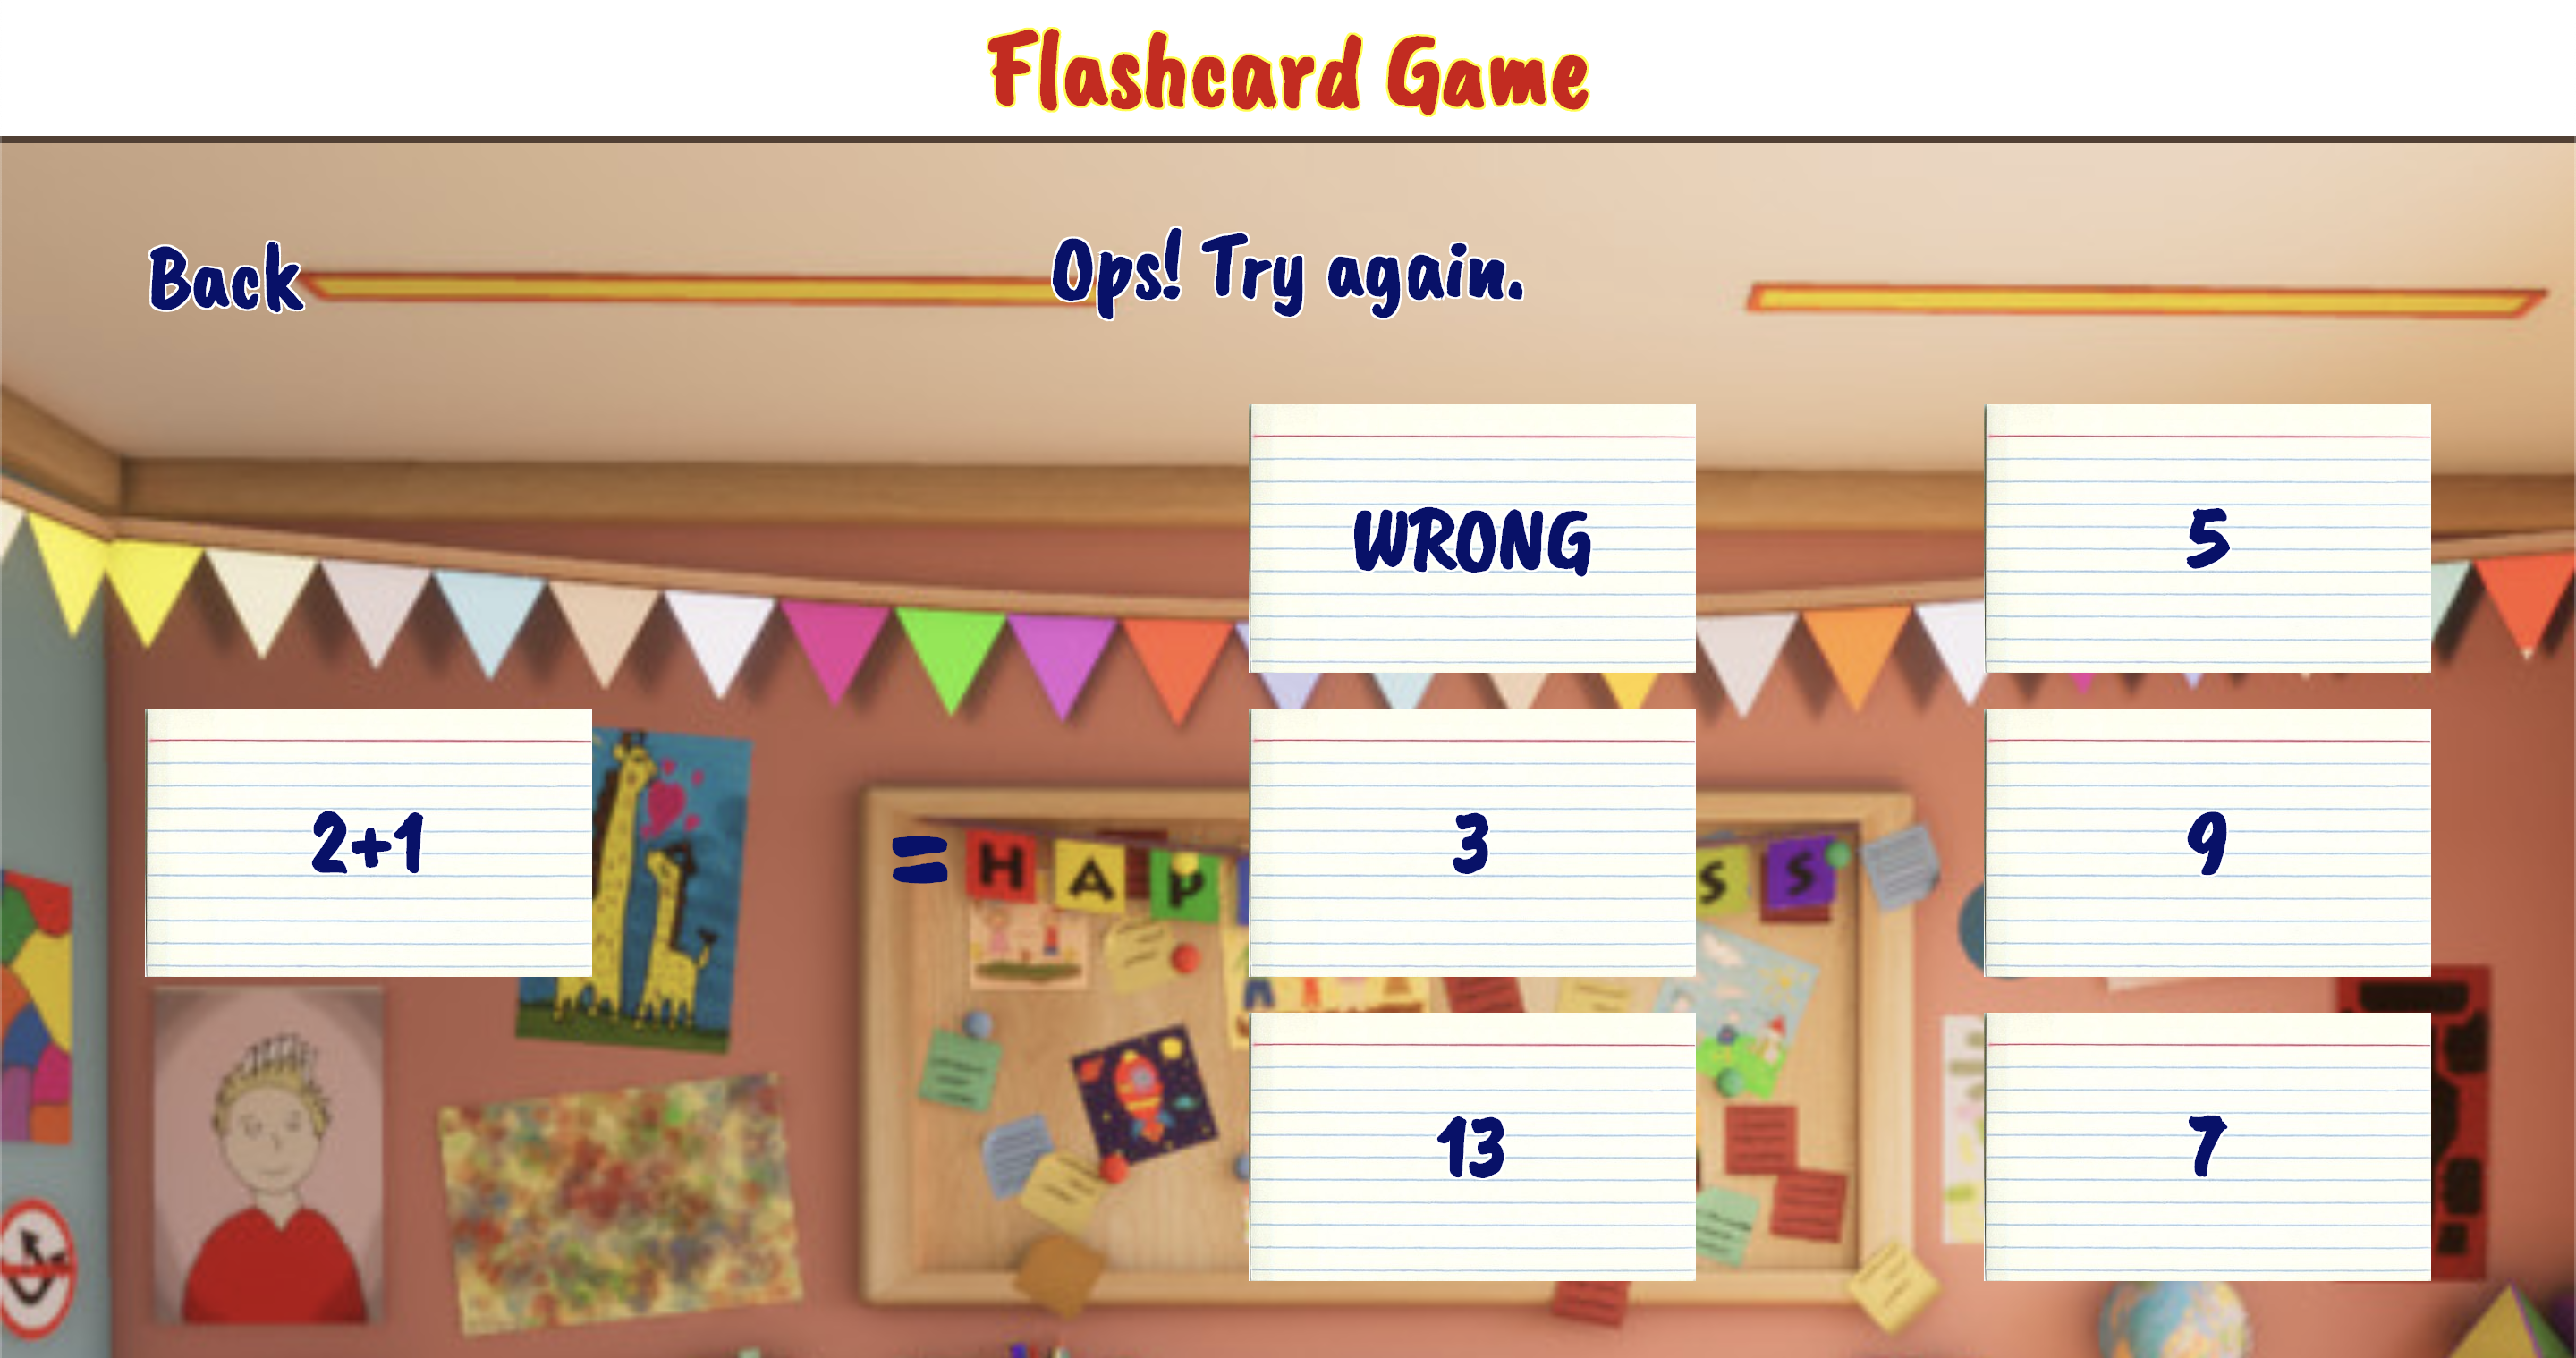 Flashcard Game
Back
Ops! Try again.
WRONG
5
2+1
=
3
9
13
7
H A P
S S